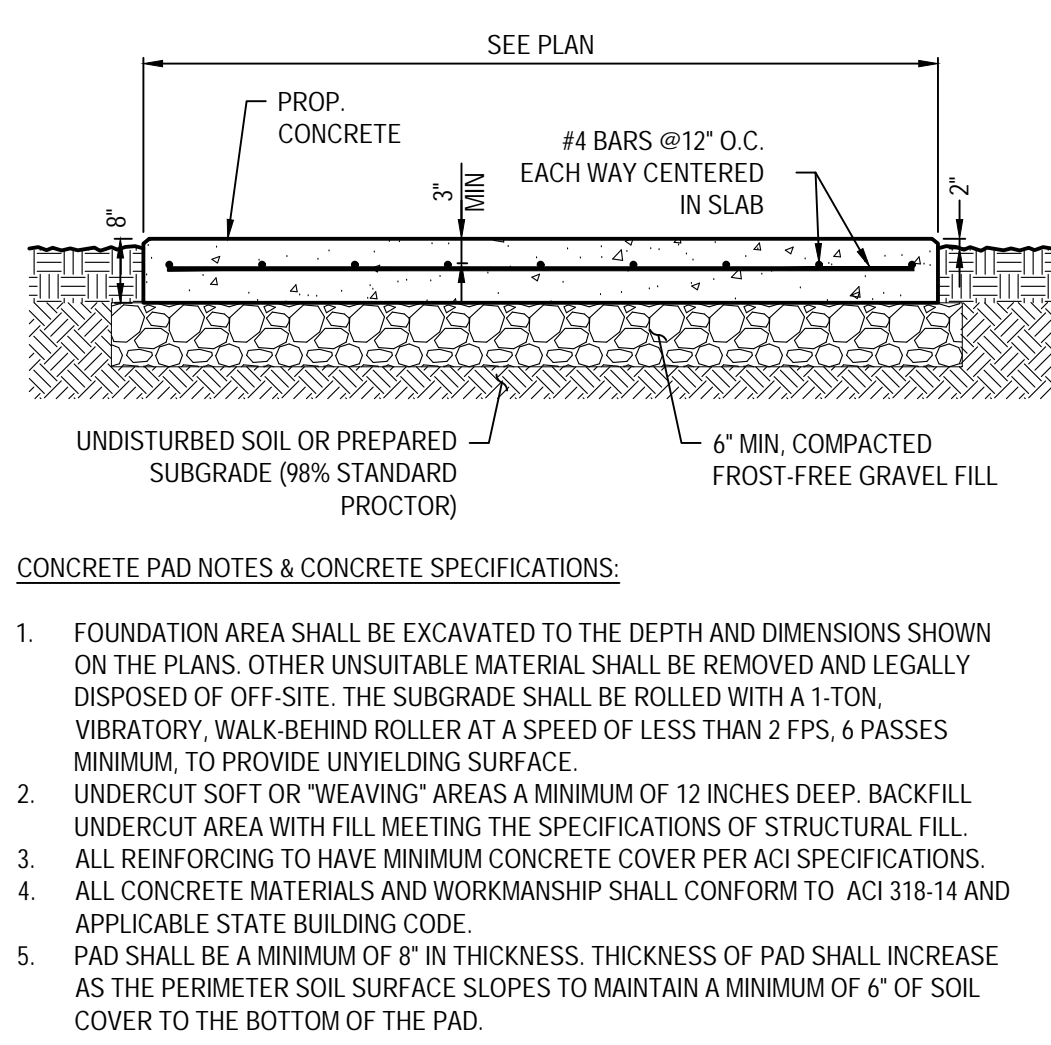 SEE PLAN
PROP.
CONCRETE
#4 BARS @12" O.C.
EACH WAY CENTERED
IN SLAB
3"
MIN
2"
8"
UNDISTURBED SOIL OR PREPARED
SUBGRADE (98% STANDARD
PROCTOR)
6" MIN, COMPACTED
FROST-FREE GRAVEL FILL
CONCRETE PAD NOTES & CONCRETE SPECIFICATIONS:
1. FOUNDATION AREA SHALL BE EXCAVATED TO THE DEPTH AND DIMENSIONS SHOWN
ON THE PLANS. OTHER UNSUITABLE MATERIAL SHALL BE REMOVED AND LEGALLY
DISPOSED OF OFF-SITE. THE SUBGRADE SHALL BE ROLLED WITH A 1-TON,
VIBRATORY, WALK-BEHIND ROLLER AT A SPEED OF LESS THAN 2 FPS, 6 PASSES
MINIMUM, TO PROVIDE UNYIELDING SURFACE.
2. UNDERCUT SOFT OR "WEAVING" AREAS A MINIMUM OF 12 INCHES DEEP. BACKFILL
UNDERCUT AREA WITH FILL MEETING THE SPECIFICATIONS OF STRUCTURAL FILL.
3. ALL REINFORCING TO HAVE MINIMUM CONCRETE COVER PER ACI SPECIFICATIONS.
4. ALL CONCRETE MATERIALS AND WORKMANSHIP SHALL CONFORM TO ACI 318-14 AND
APPLICABLE STATE BUILDING CODE.
5. PAD SHALL BE A MINIMUM OF 8" IN THICKNESS. THICKNESS OF PAD SHALL INCREASE
AS THE PERIMETER SOIL SURFACE SLOPES TO MAINTAIN A MINIMUM OF 6" OF SOIL
COVER TO THE BOTTOM OF THE PAD.